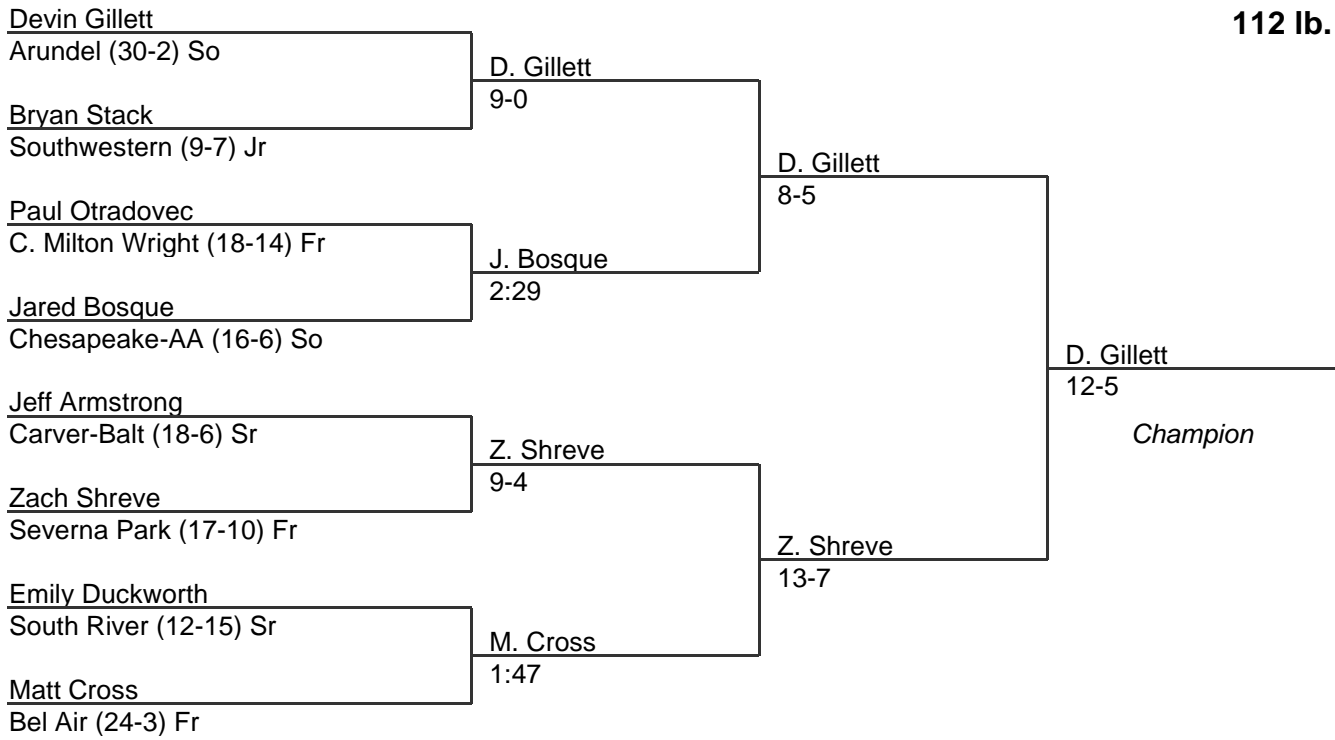 Devin Gillett
112 lb.
Arundel (30-2) So
D. Gillett
9-0
Bryan Stack
Southwestern (9-7) Jr
D. Gillett
8-5
Paul Otradovec
C. Milton Wright (18-14) Fr
J. Bosque
2:29
Jared Bosque
Chesapeake-AA (16-6) So
D. Gillett
12-5
Champion
Jeff Armstrong
Carver-Balt (18-6) Sr
Z. Shreve
9-4
Zach Shreve
Severna Park (17-10) Fr
Z. Shreve
13-7
Emily Duckworth
South River (12-15) Sr
M. Cross
1:47
Matt Cross
Bel Air (24-3) Fr